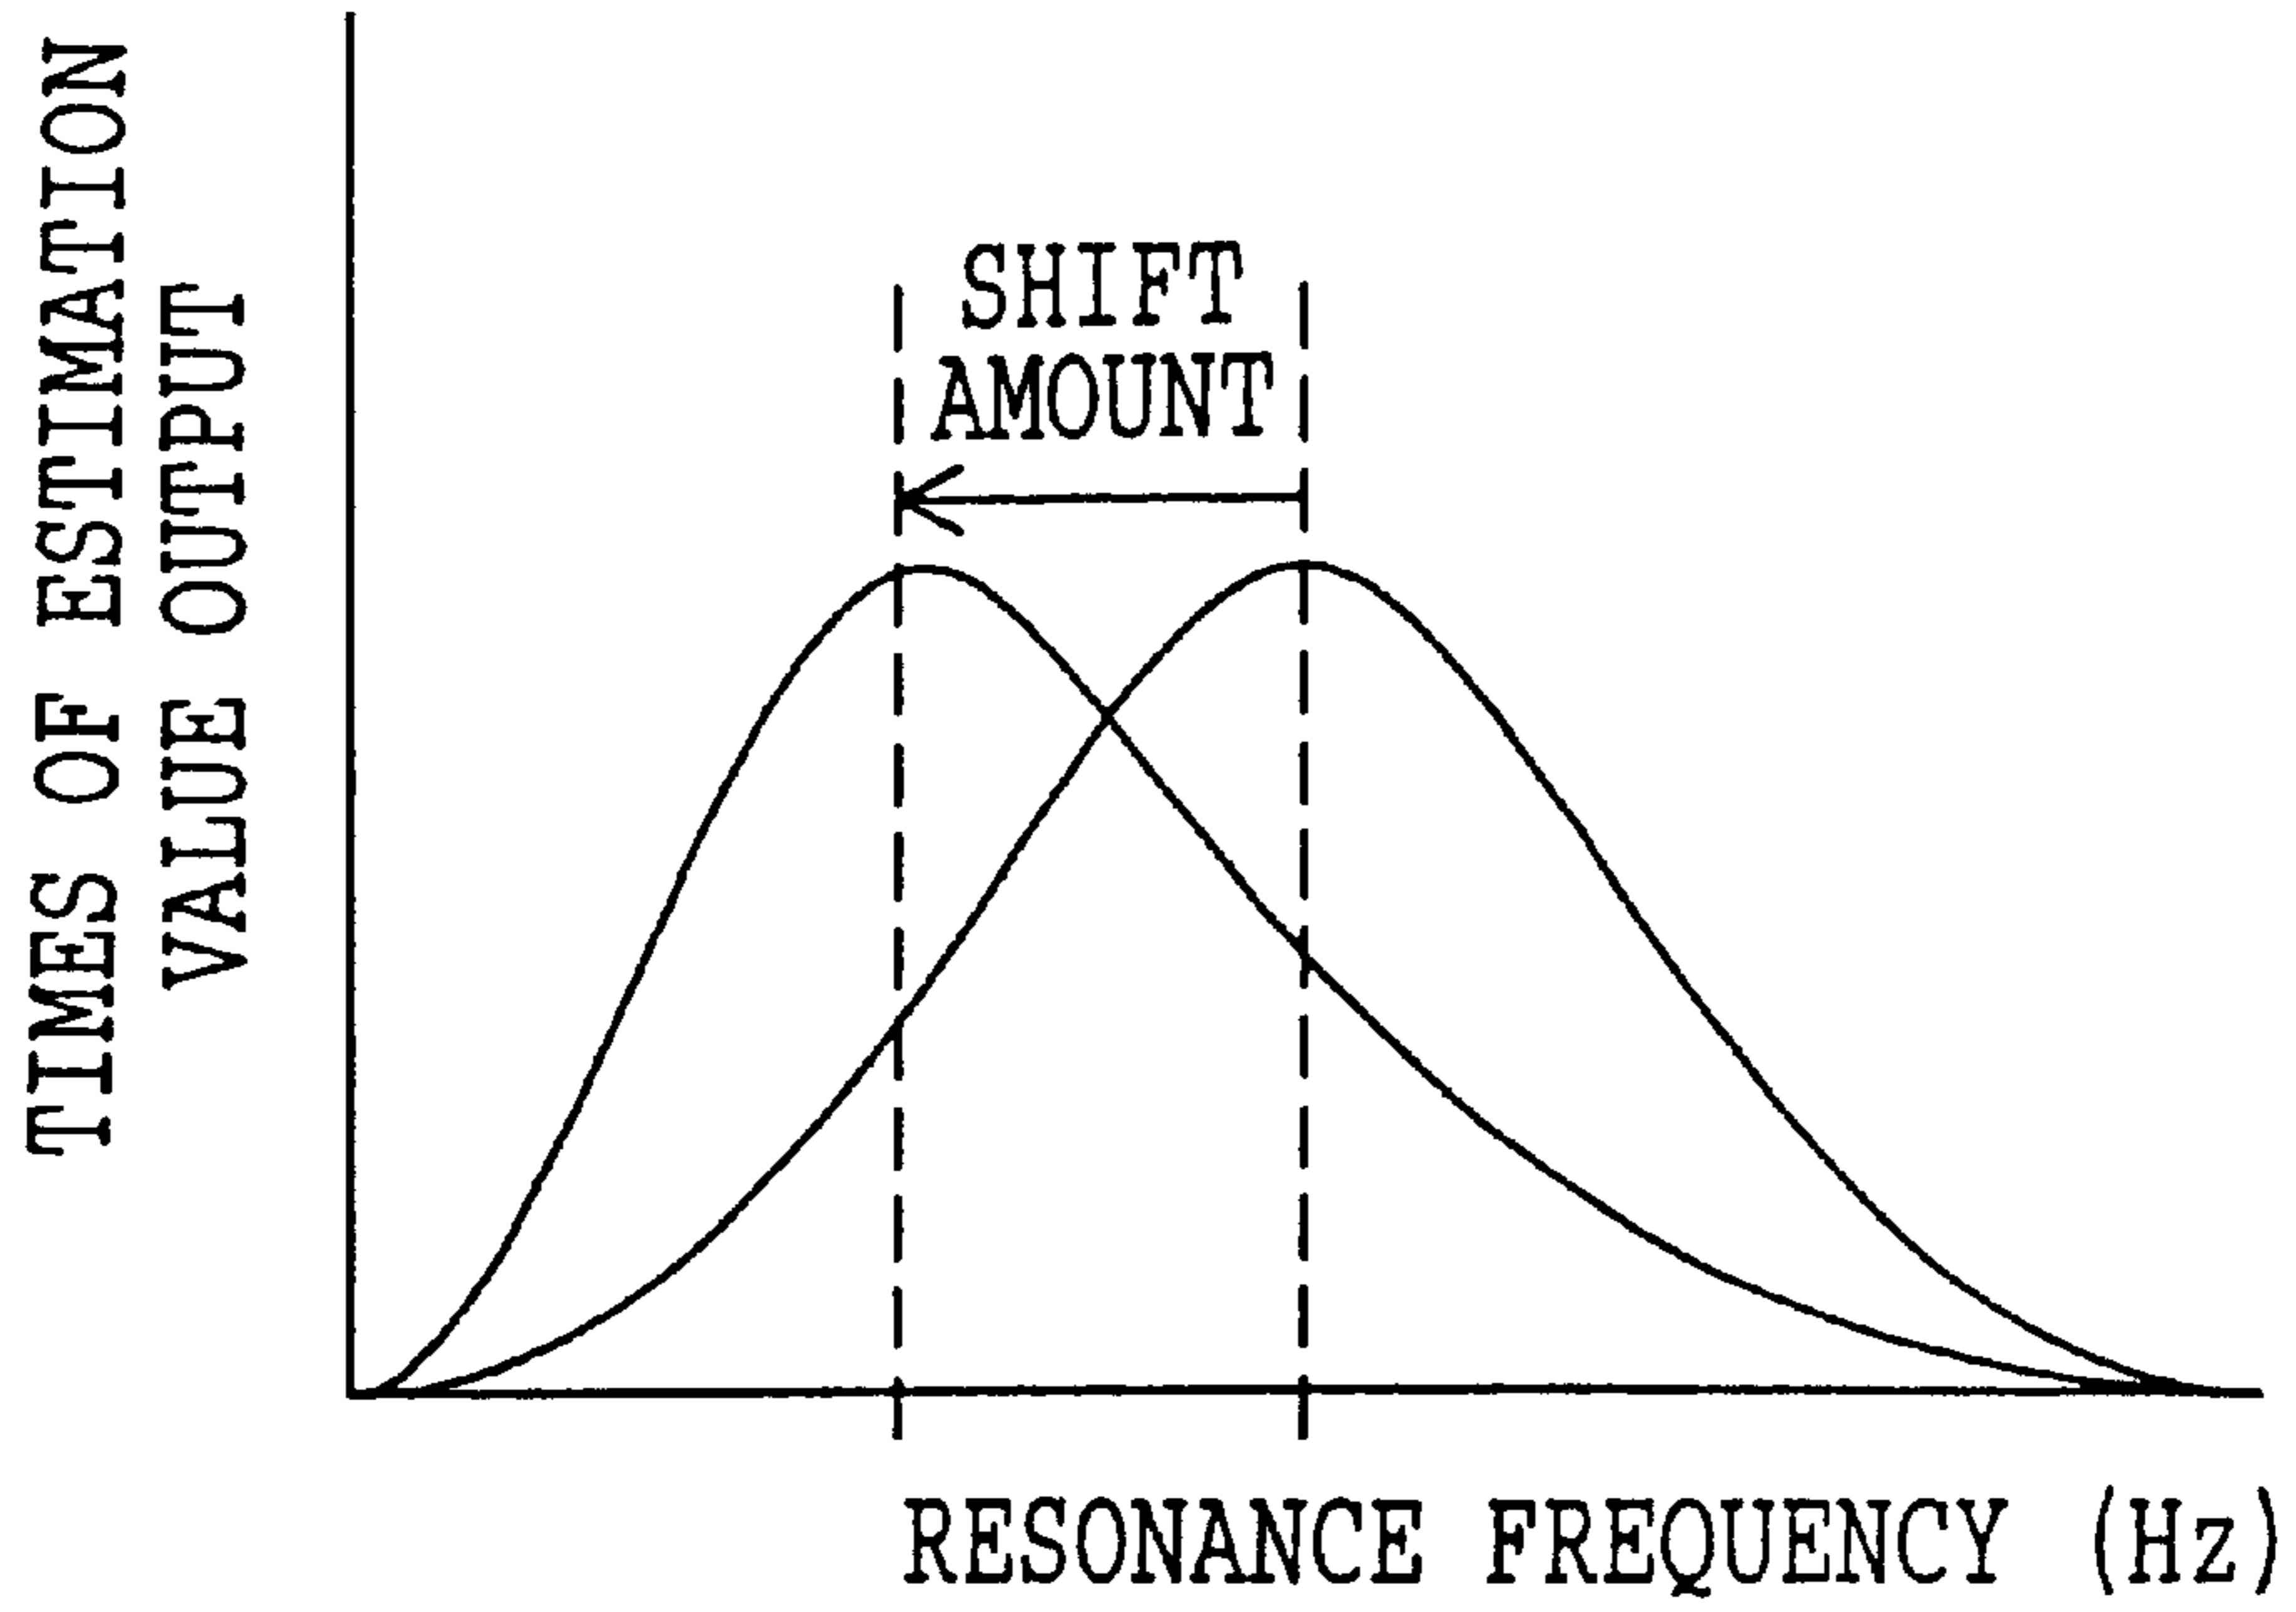 TIMES OF ESTIMATION
VALUE OUTPUT
SHIFT
AMOUNT
RESONANCE FREQUENCY (Hz)